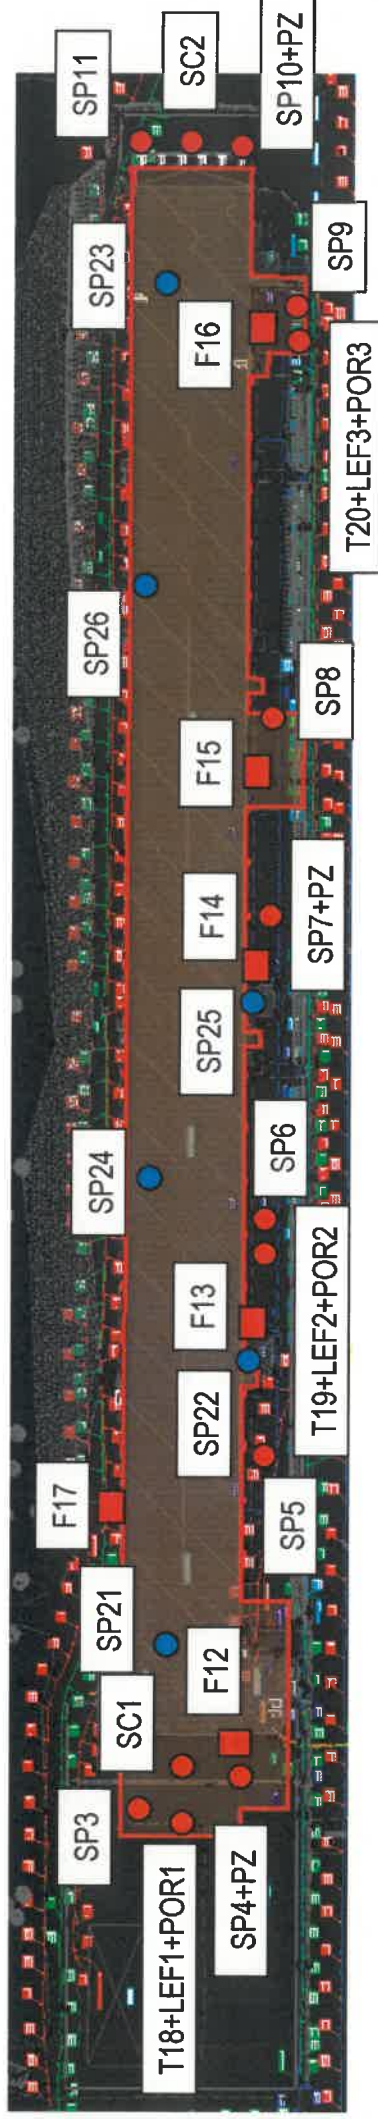 SP11
SC2
SP10+PZ
SP23
F16
SP9
T20+LEF3+POR3
SP26
F15
SP8
F14
SP7+PZ
SP25
SP24
SP6
F13
T19+LEF2+POR2
SP22
F17
SP5
SP21
F12
SC1
SP3
SP4+PZ
T18+LEF1+POR1